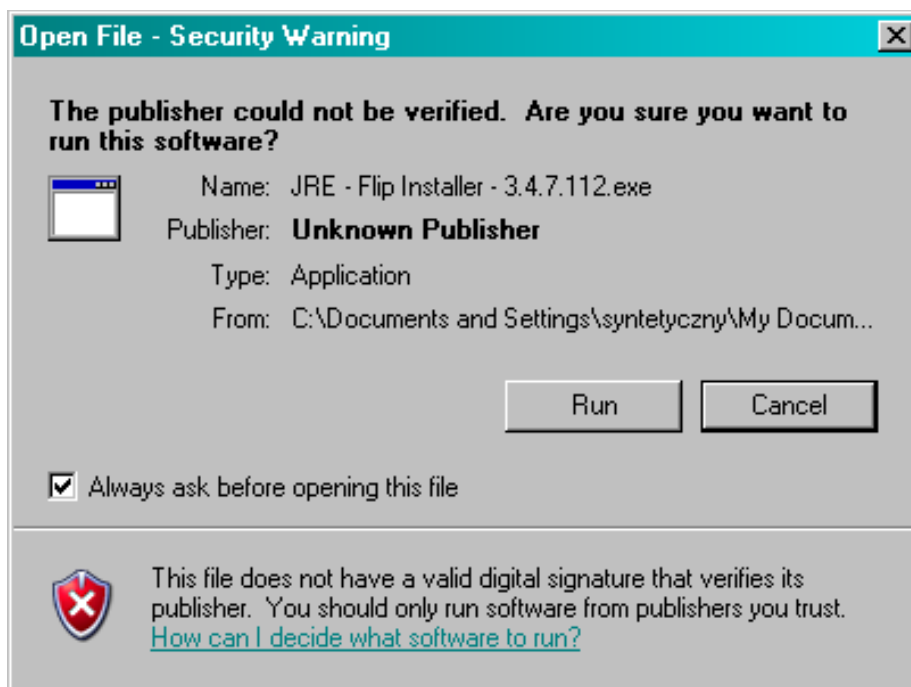 Open File - Security Warning
The publisher could not be verified.  Are you sure you want to
run this software?
Name: JRE - Flip Installer - 3.4.7.112.exe
Publisher: Unknown Publisher
Type: Application
From: C:\Documents and Settings\syntetyczny\My Docum...
Run Cancel
Always ask before opening this file
This file does not have a valid digital signature that verifies its
publisher.  You should only run software from publishers you trust.
How can I decide what software to run?